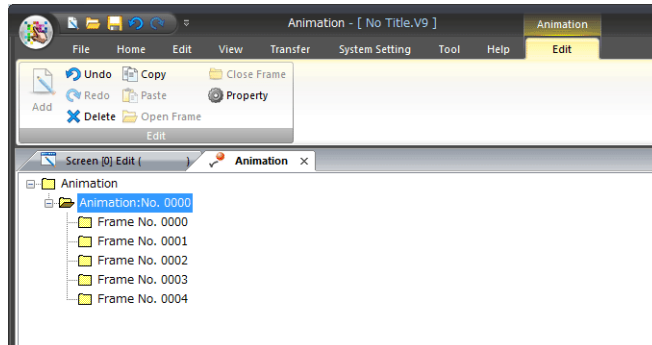 Animation - [ No Title.V9 ]
Animation
File Home Edit View Transfer System Setting Tool Help Edit
Add
Undo Copy Close Frame
Redo Paste Property
Delete Open Frame
Edit
Screen [0] Edit ( ) Animation ×
Animation
Animation:No. 0000
Frame No. 0000
Frame No. 0001
Frame No. 0002
Frame No. 0003
Frame No. 0004